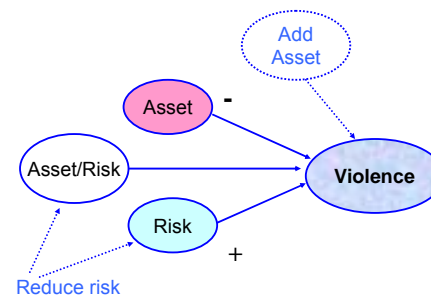 Add
Asset
Asset
-
Asset/Risk
Violence
Risk
+
Reduce risk